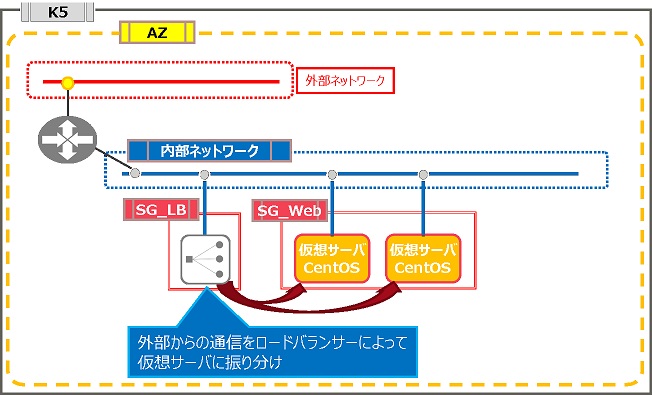 K5
AZ
外部ネットワーク
内部ネットワーク
SG_LB
SG_Web
仮想サーバ
CentOS
仮想サーバ
CentOS
外部からの通信をロードバランサーによって
仮想サーバに振り分け